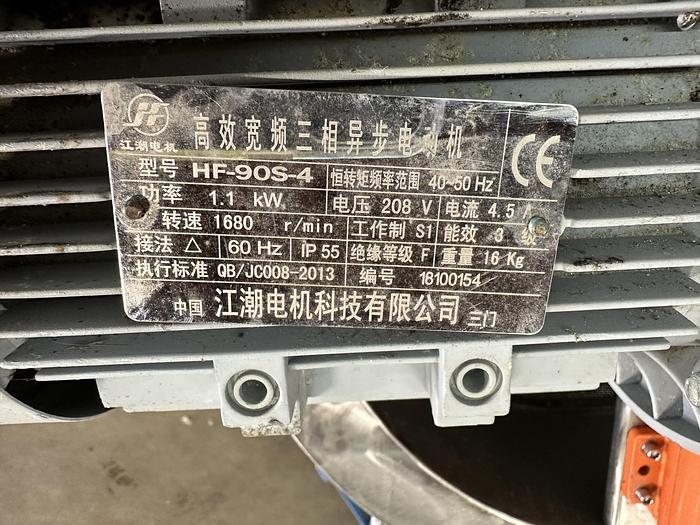 高效宽频三相异步电动机
江潮电机
CE
型号 HF-90S-4 恒转矩频率范围 40~50 Hz
功率 1.1 kW 电压 208 V 电流 4.5 A
转速 1680 r/min 工作制 S1 能效 3 级
接法 △ 60 Hz IP 55 绝缘等级 F 重量 16 Kg
执行标准 QB/JC008-2013 编号 18100154
中国 江潮电机科技有限公司 三门